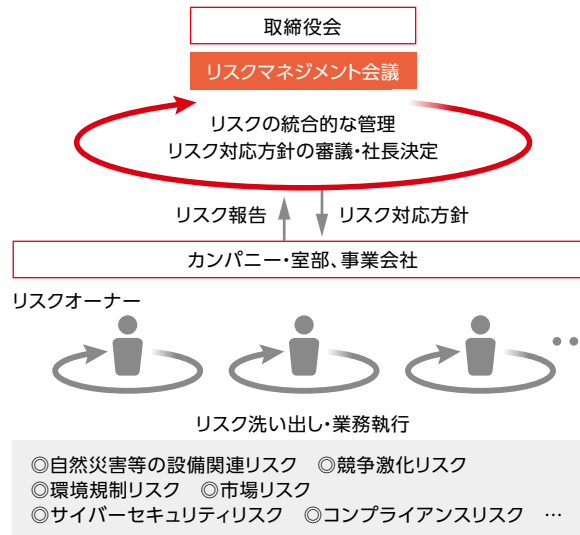 取締役会
リスクマネジメント会議
リスクの統合的な管理
リスク対応方針の審議・社長決定
リスク報告
リスク対応方針
カンパニー・室部、事業会社
リスクオーナー
リスク洗い出し・業務執行
◎自然災害等の設備関連リスク ◎競争激化リスク
◎環境規制リスク ◎市場リスク
◎サイバーセキュリティリスク ◎コンプライアンスリスク …